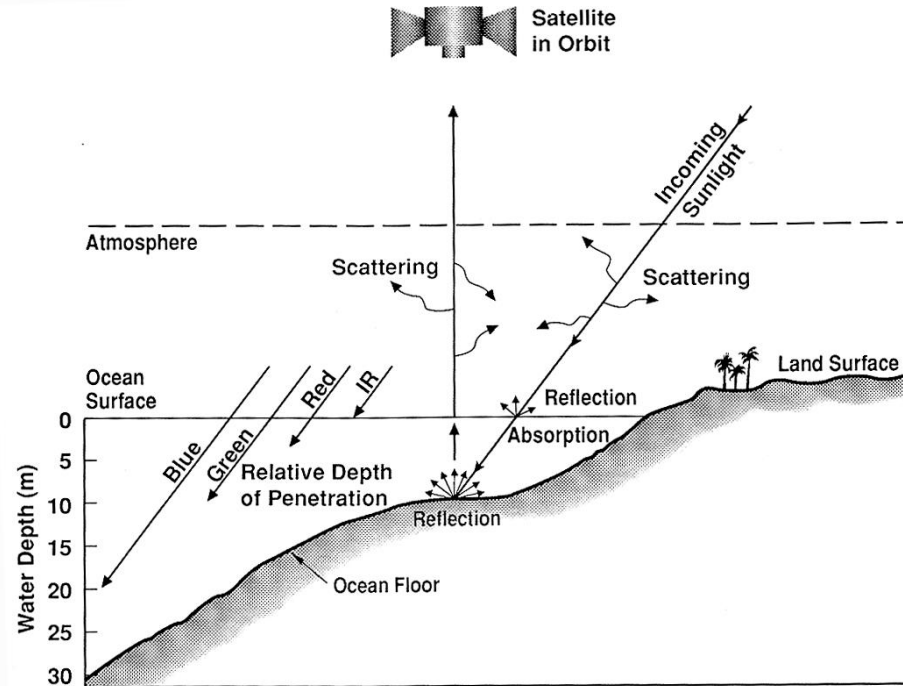 Satellite
in Orbit
Incoming
Sunlight
Atmosphere
Scattering
Scattering
Ocean
Surface
Blue
Green
Red
IR
Land Surface
Reflection
Absorption
Relative Depth
of Penetration
Reflection
Ocean Floor
Water Depth (m)
0
5
10
15
20
25
30